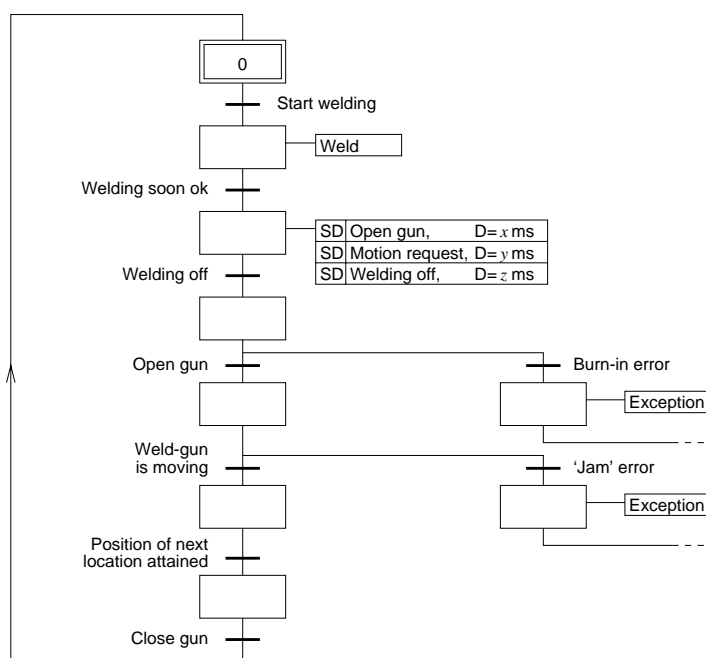 0
Start welding
Weld
Welding soon ok
SD Open gun, D= x ms
SD Motion request, D= y ms
SD Welding off, D= z ms
Welding off
Open gun
Burn-in error
Exception
Weld-gun
is moving
‘Jam’ error
Exception
Position of next
location attained
Close gun